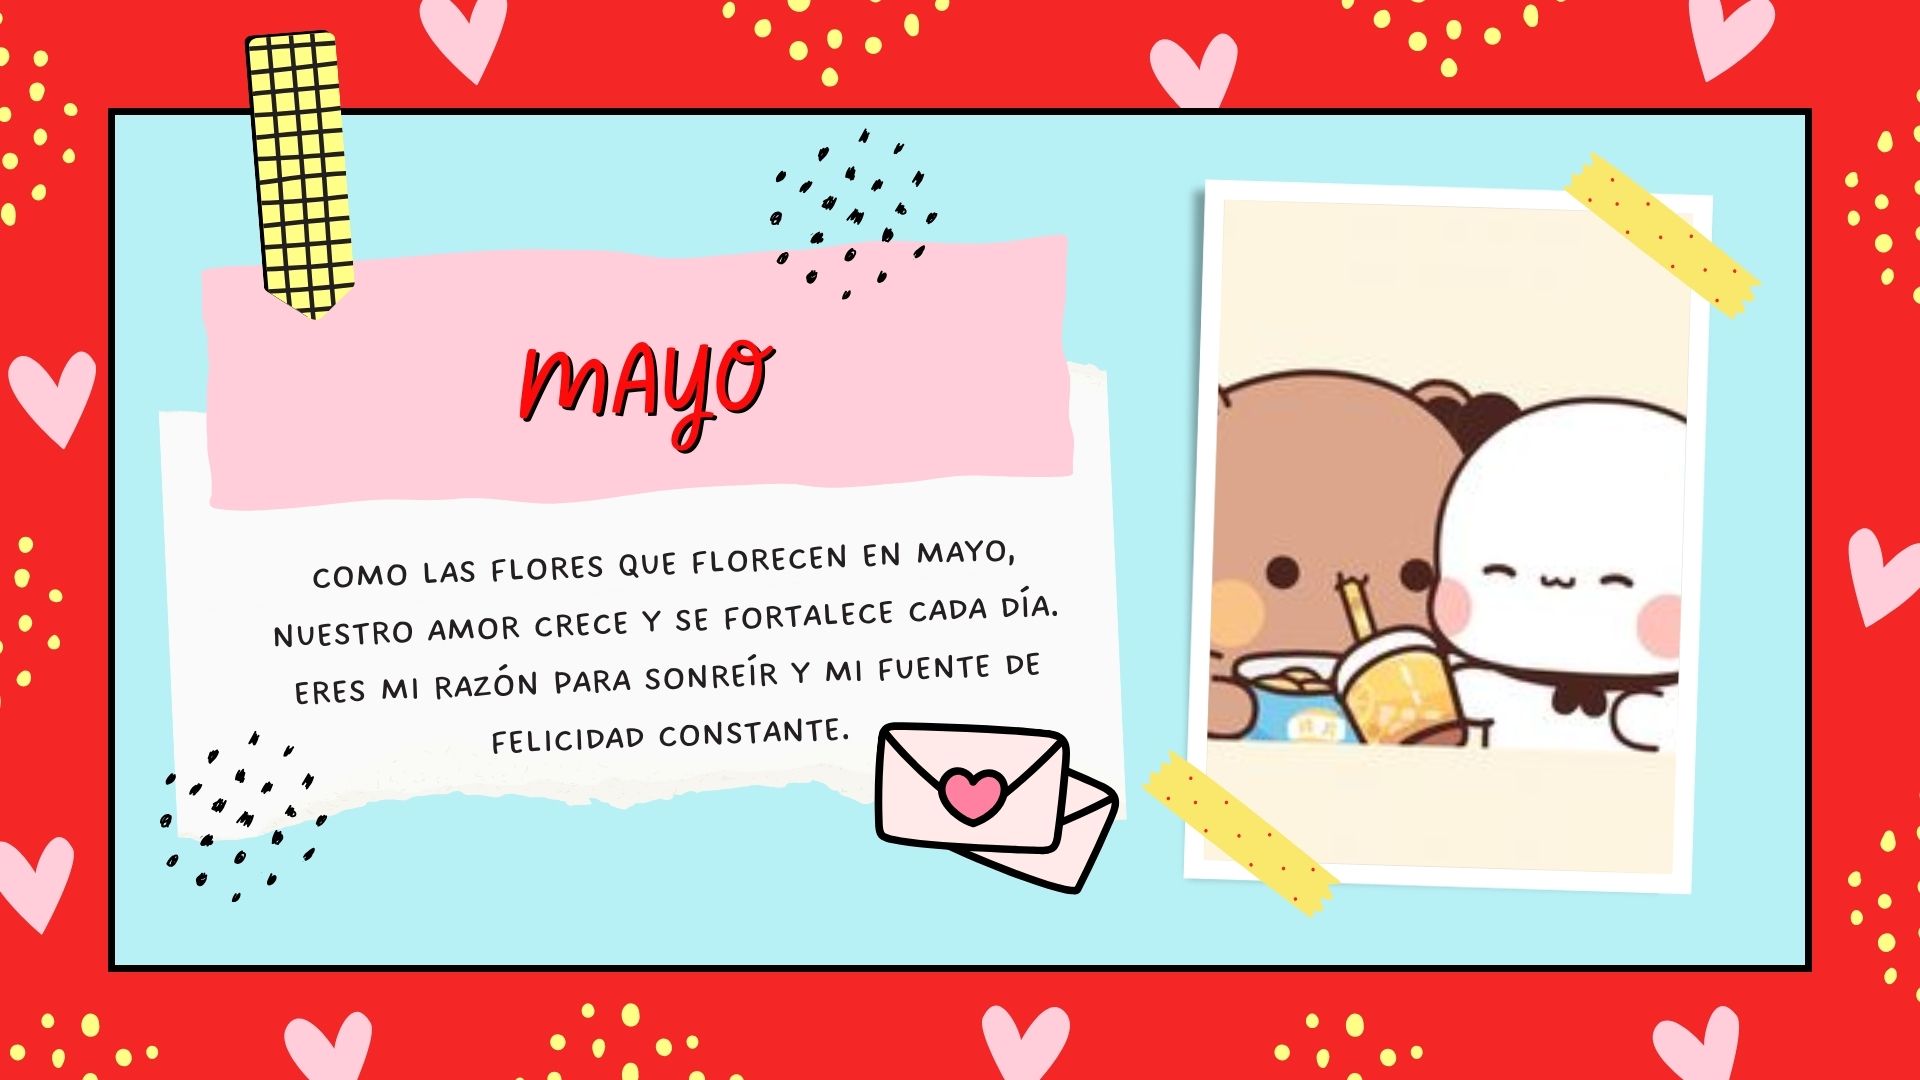 MAYO
COMO LAS FLORES QUE FLORECEN EN MAYO,
NUESTRO AMOR CRECE Y SE FORTALECE CADA DÍA.
ERES MI RAZÓN PARA SONREÍR Y MI FUENTE DE
FELICIDAD CONSTANTE.